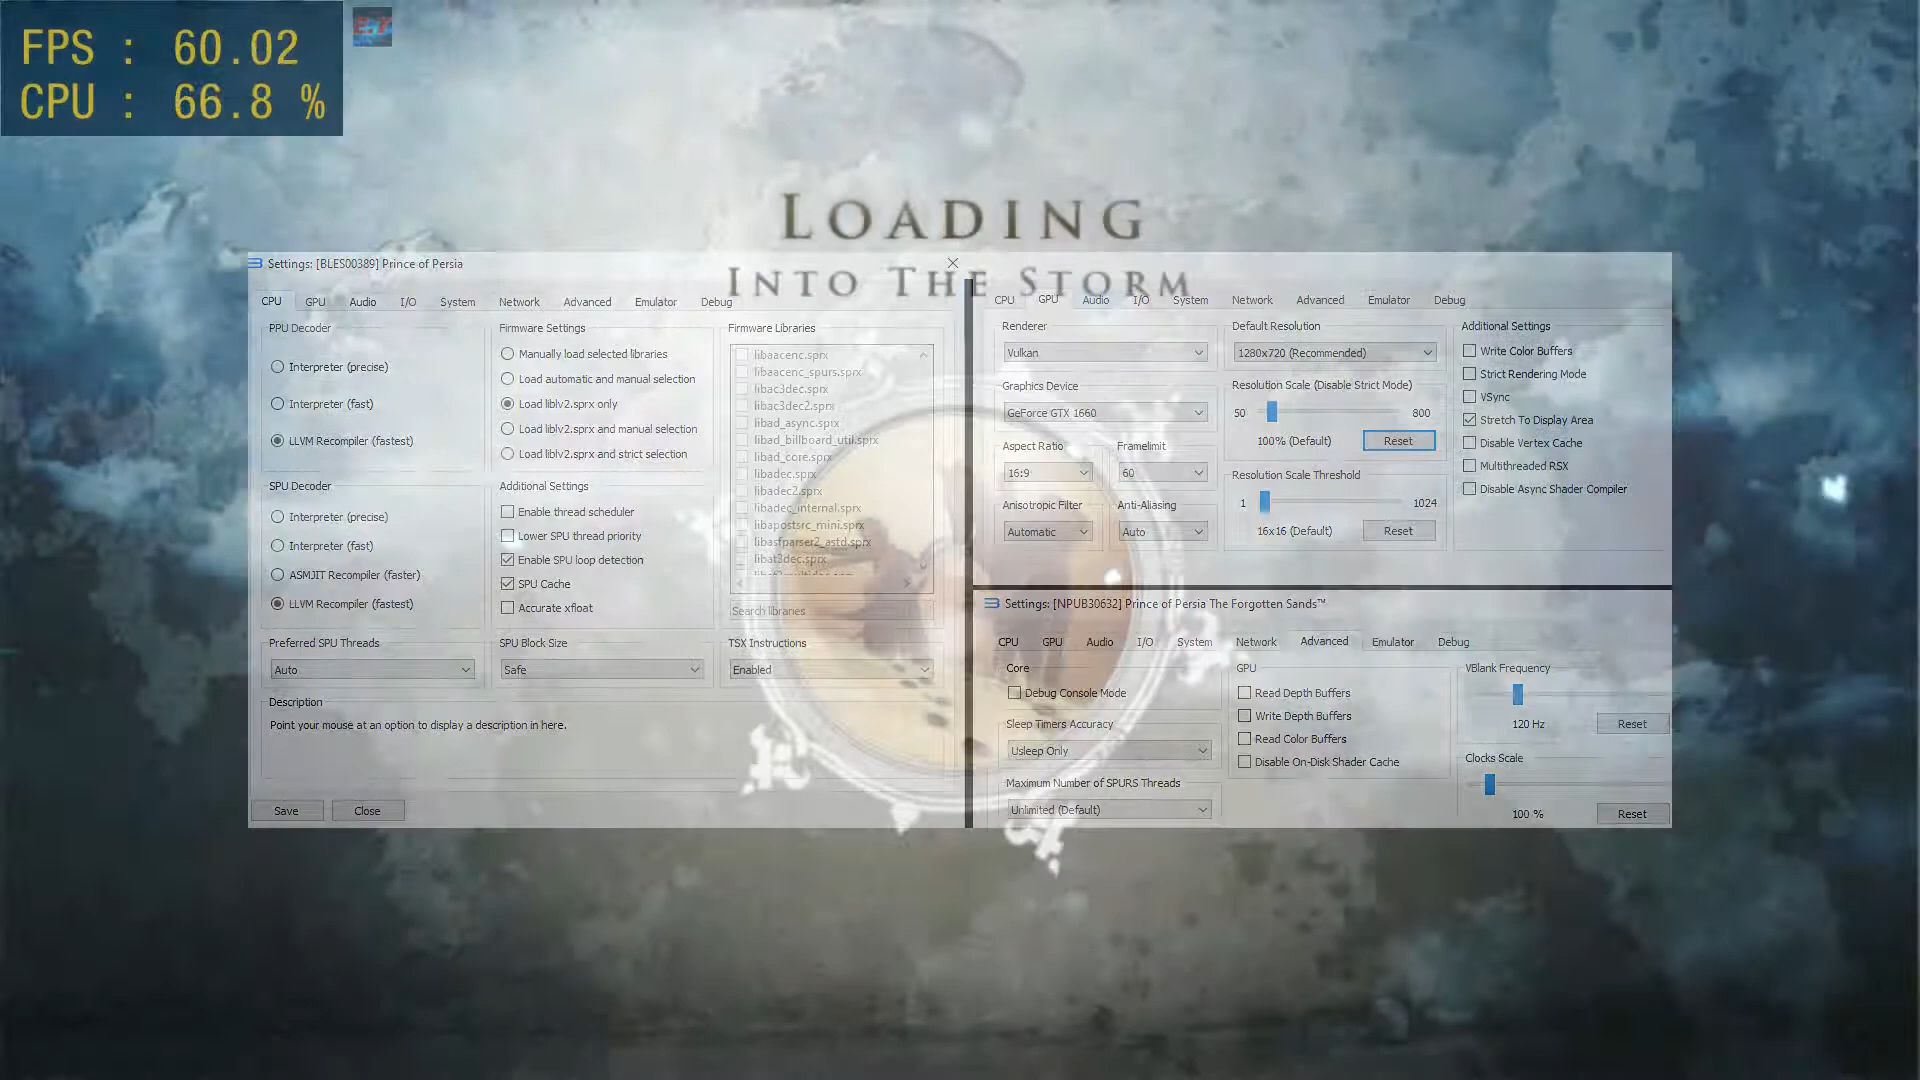 FPS : 60.02
CPU : 66.8 %
LOADING
INTO THE STORM
Settings: [BLES00389] Prince of Persia
CPU GPU Audio I/O System Network Advanced Emulator Debug
PPU Decoder
Interpreter (precise)
Interpreter (fast)
LLVM Recompiler (fastest)
SPU Decoder
Interpreter (precise)
Interpreter (fast)
ASMJIT Recompiler (faster)
LLVM Recompiler (fastest)
Preferred SPU Threads
Auto
Firmware Settings
Manually load selected libraries
Load automatic and manual selection
Load liblv2.sprx only
Load liblv2.sprx and manual selection
Load liblv2.sprx and strict selection
Additional Settings
Enable thread scheduler
Lower SPU thread priority
Enable SPU loop detection
SPU Cache
Accurate xfloat
SPU Block Size
Safe
Firmware Libraries
libaacenc.sprx
libaacenc_spurs.sprx
libac3dec.sprx
libac3dec2.sprx
libad_async.sprx
libad_billboard_util.sprx
libad_core.sprx
libadec.sprx
libadec2.sprx
libadec_internal.sprx
libapostsrc_mini.sprx
libasfparser2_astd.sprx
libat3dec.sprx
Search libraries
TSX Instructions
Enabled
Description
Point your mouse at an option to display a description in here.
Save Close
CPU GPU Audio I/O System Network Advanced Emulator Debug
Renderer
Vulkan
Graphics Device
GeForce GTX 1660
Aspect Ratio Framelimit
16:9 60
Anisotropic Filter Anti-Aliasing
Automatic Auto
Default Resolution
1280x720 (Recommended)
Resolution Scale (Disable Strict Mode)
50 800
100% (Default) Reset
Resolution Scale Threshold
1 1024
16x16 (Default) Reset
Additional Settings
Write Color Buffers
Strict Rendering Mode
VSync
Stretch To Display Area
Disable Vertex Cache
Multithreaded RSX
Disable Async Shader Compiler
Settings: [NPUB30632] Prince of Persia The Forgotten Sands™
CPU GPU Audio I/O System Network Advanced Emulator Debug
Core
Debug Console Mode
Sleep Timers Accuracy
Usleep Only
Maximum Number of SPURS Threads
Unlimited (Default)
GPU
Read Depth Buffers
Write Depth Buffers
Read Color Buffers
Disable On-Disk Shader Cache
VBlank Frequency
120 Hz Reset
Clocks Scale
100 % Reset